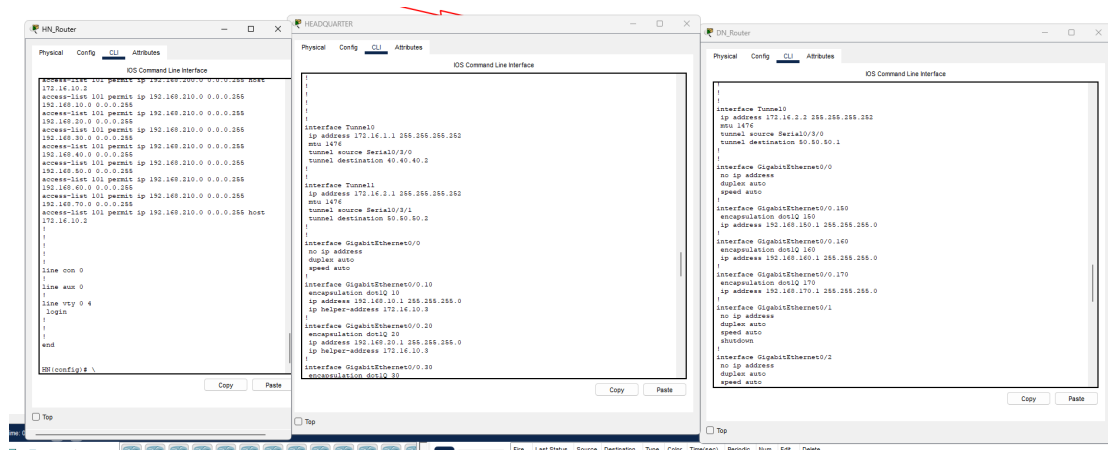 HN_Router
Physical Config CLI Attributes
IOS Command Line Interface
access-list 101 permit ip 192.168.200.0 0.0.0.255 host
172.16.10.2
access-list 101 permit ip 192.168.210.0 0.0.0.255
192.168.10.0 0.0.0.255
access-list 101 permit ip 192.168.210.0 0.0.0.255
192.168.20.0 0.0.0.255
access-list 101 permit ip 192.168.210.0 0.0.0.255
192.168.30.0 0.0.0.255
access-list 101 permit ip 192.168.210.0 0.0.0.255
192.168.40.0 0.0.0.255
access-list 101 permit ip 192.168.210.0 0.0.0.255
192.168.50.0 0.0.0.255
access-list 101 permit ip 192.168.210.0 0.0.0.255
192.168.60.0 0.0.0.255
access-list 101 permit ip 192.168.210.0 0.0.0.255
192.168.70.0 0.0.0.255
access-list 101 permit ip 192.168.210.0 0.0.0.255 host
172.16.10.2
!
!
!
!
!
line con 0
!
line aux 0
!
line vty 0 4
login
!
!
!
end
HN(config)# \
Copy Paste
Top
HEADQUARTER
Physical Config CLI Attributes
IOS Command Line Interface
!
!
!
!
!
!
interface Tunnel0
ip address 172.16.1.1 255.255.255.252
mtu 1476
tunnel source Serial0/3/0
tunnel destination 40.40.40.2
!
!
interface Tunnel1
ip address 172.16.2.1 255.255.255.252
mtu 1476
tunnel source Serial0/3/1
tunnel destination 50.50.50.2
!
!
interface GigabitEthernet0/0
no ip address
duplex auto
speed auto
!
interface GigabitEthernet0/0.10
encapsulation dot1Q 10
ip address 192.168.10.1 255.255.255.0
ip helper-address 172.16.10.3
!
interface GigabitEthernet0/0.20
encapsulation dot1Q 20
ip address 192.168.20.1 255.255.255.0
ip helper-address 172.16.10.3
!
interface GigabitEthernet0/0.30
encapsulation dot1Q 30
Copy Paste
Top
DN_Router
Physical Config CLI Attributes
IOS Command Line Interface
!
!
!
interface Tunnel0
ip address 172.16.2.2 255.255.255.252
mtu 1476
tunnel source Serial0/3/0
tunnel destination 50.50.50.1
!
!
interface GigabitEthernet0/0
no ip address
duplex auto
speed auto
!
interface GigabitEthernet0/0.150
encapsulation dot1Q 150
ip address 192.168.150.1 255.255.255.0
!
interface GigabitEthernet0/0.160
encapsulation dot1Q 160
ip address 192.168.160.1 255.255.255.0
!
interface GigabitEthernet0/0.170
encapsulation dot1Q 170
ip address 192.168.170.1 255.255.255.0
!
interface GigabitEthernet0/1
no ip address
duplex auto
speed auto
shutdown
!
interface GigabitEthernet0/2
no ip address
duplex auto
speed auto
Copy Paste
Top
Fire Last Status Source Destination Type Color Time(sec) Periodic Num Edit Delete